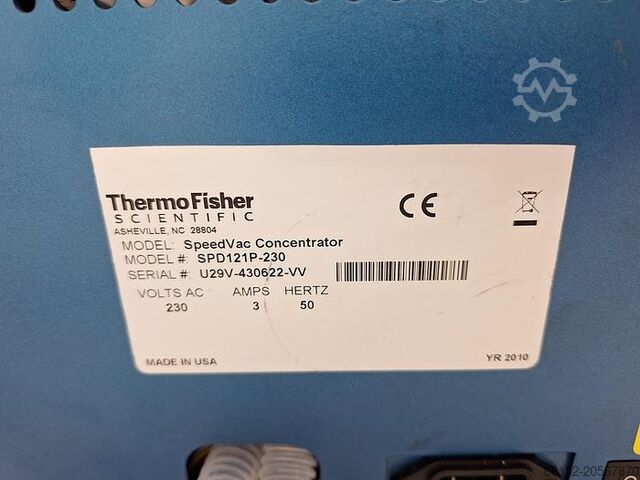 ThermoFisher
SCIENTIFIC
ASHEVILLE, NC 28804
MODEL: SpeedVac Concentrator
MODEL #: SPD121P-230
SERIAL #: U29V-430622-VV
VOLTS AC AMPS HERTZ
230 3 50
MADE IN USA YR 2010